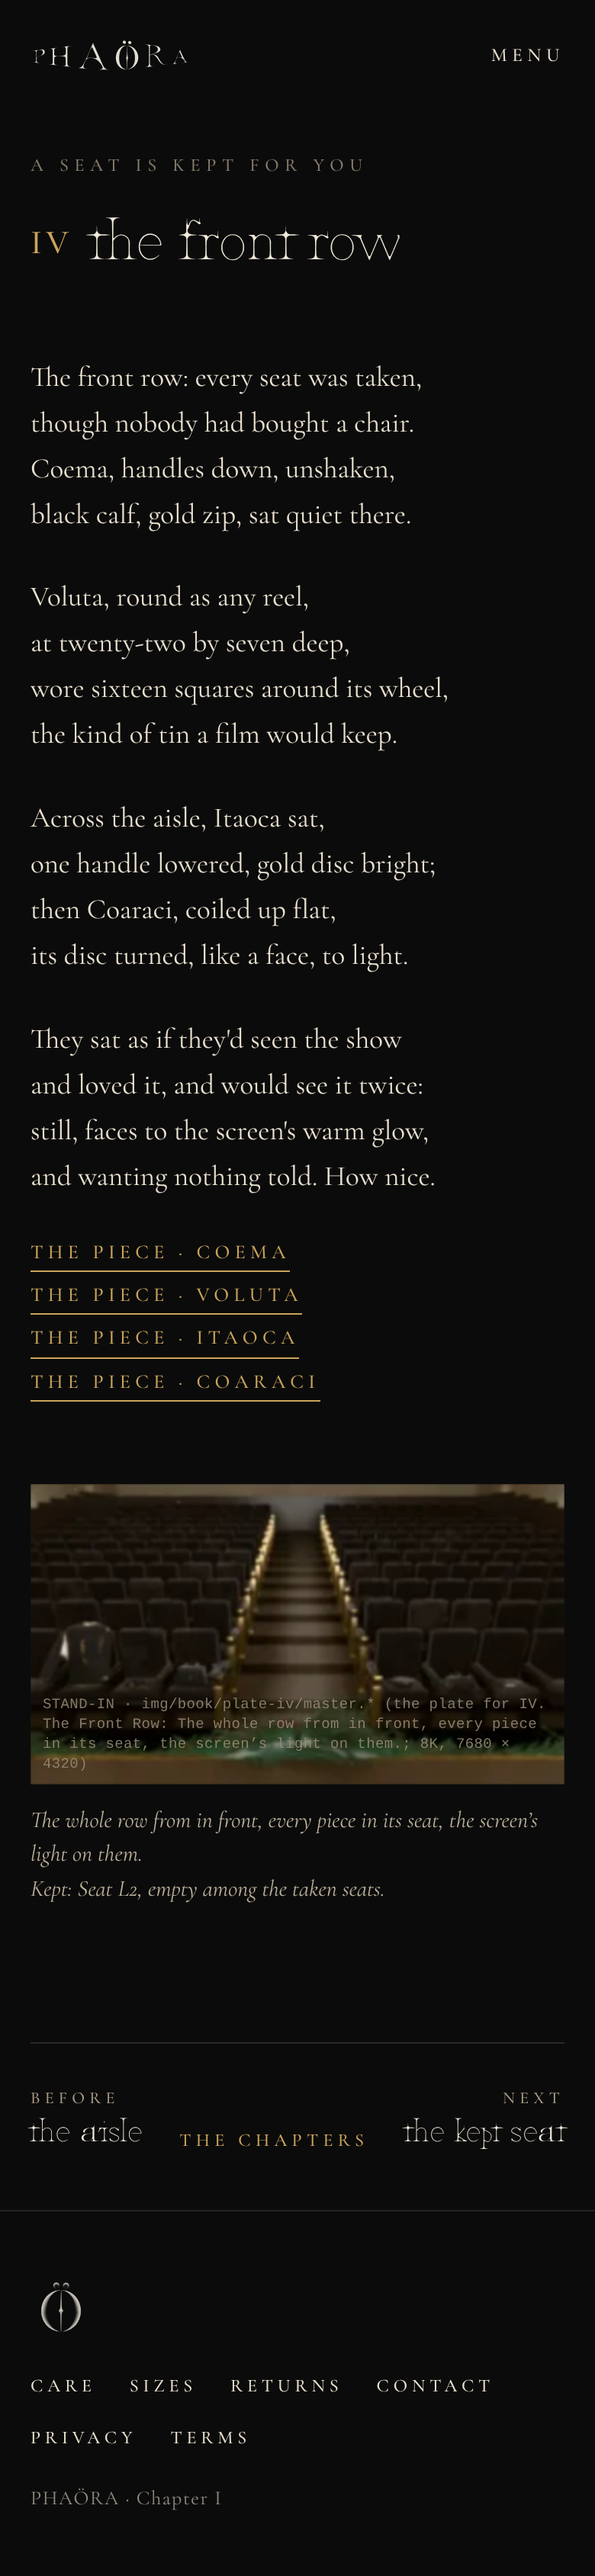 PHAÖRA
MENU
A SEAT IS KEPT FOR YOU
IV the front row
The front row: every seat was taken,
though nobody had bought a chair.
Coema, handles down, unshaken,
black calf, gold zip, sat quiet there.
Voluta, round as any reel,
at twenty-two by seven deep,
wore sixteen squares around its wheel,
the kind of tin a film would keep.
Across the aisle, Itaoca sat,
one handle lowered, gold disc bright;
then Coaraci, coiled up flat,
its disc turned, like a face, to light.
They sat as if they'd seen the show
and loved it, and would see it twice:
still, faces to the screen's warm glow,
and wanting nothing told. How nice.
THE PIECE · COEMA
THE PIECE · VOLUTA
THE PIECE · ITAOCA
THE PIECE · COARACI
STAND-IN · img/book/plate-iv/master.* (the plate for IV.
The Front Row: The whole row from in front, every piece
in its seat, the screen’s light on them.; 8K, 7680 ×
4320)
The whole row from in front, every piece in its seat, the screen’s
light on them.
Kept: Seat L2, empty among the taken seats.
BEFORE
the aisle
THE CHAPTERS
NEXT
the kept seat
Ö
CARE SIZES RETURNS CONTACT
PRIVACY TERMS
PHAÖRA · Chapter I